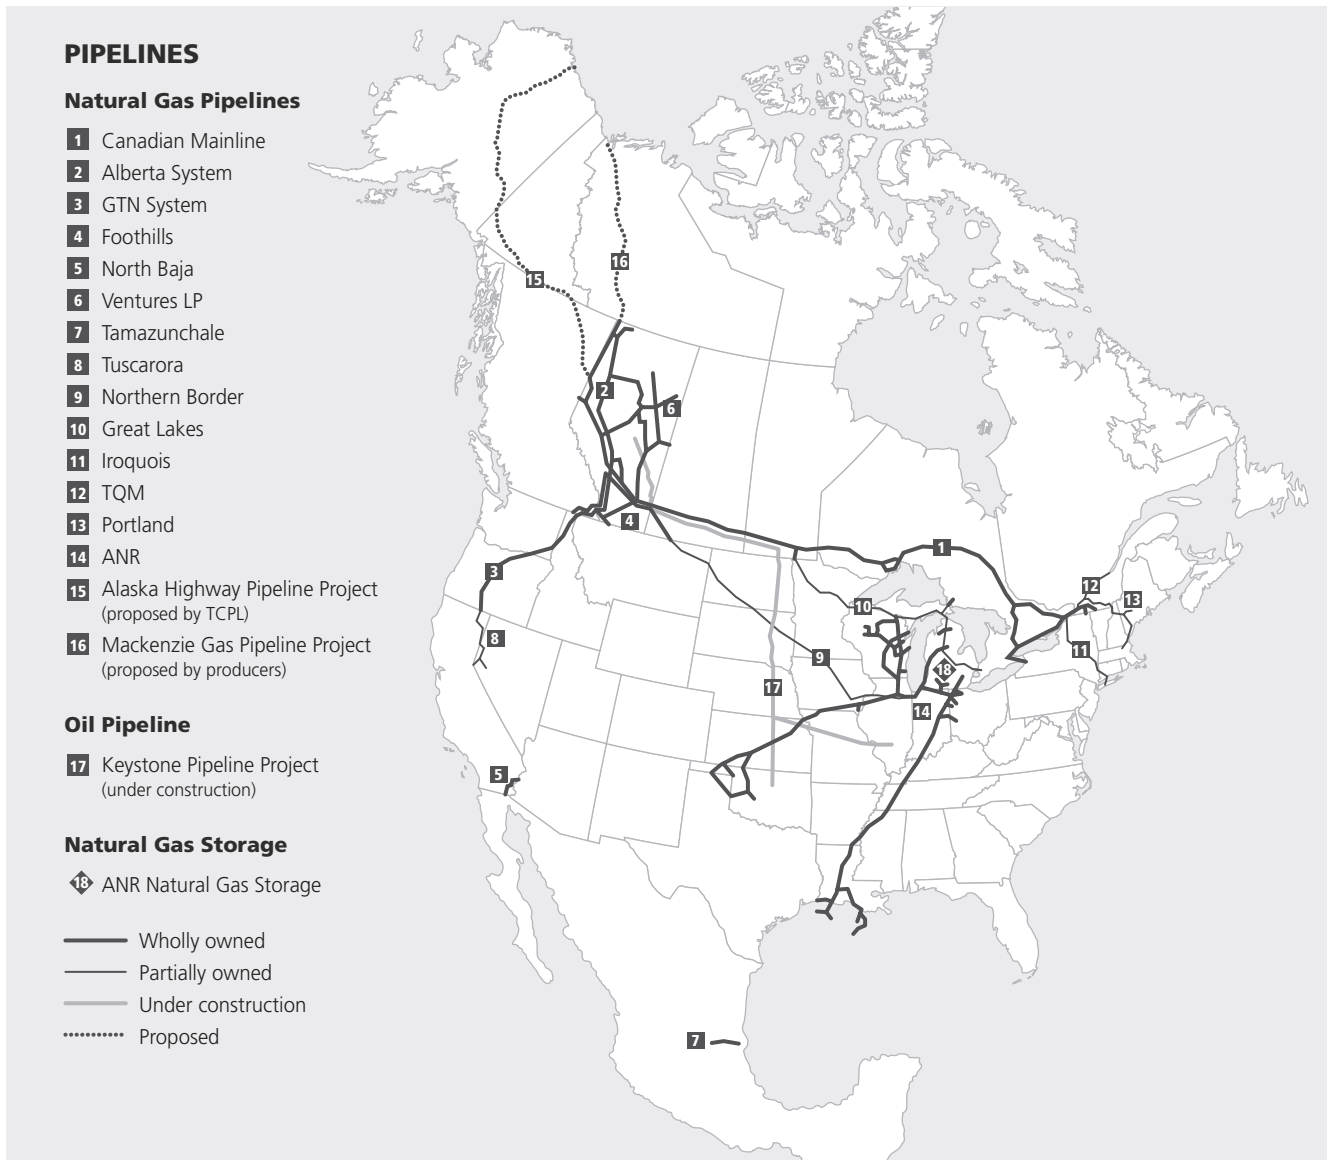 PIPELINES
Natural Gas Pipelines
1 Canadian Mainline
2 Alberta System
3 GTN System
4 Foothills
5 North Baja
6 Ventures LP
7 Tamazunchale
8 Tuscarora
9 Northern Border
10 Great Lakes
11 Iroquois
12 TQM
13 Portland
14 ANR
15 Alaska Highway Pipeline Project
(proposed by TCPL)
16 Mackenzie Gas Pipeline Project
(proposed by producers)
Oil Pipeline
17 Keystone Pipeline Project
(under construction)
Natural Gas Storage
18 ANR Natural Gas Storage
Wholly owned
Partially owned
Under construction
Proposed
16
15
2
6
4
1
3
12
13
10
8
11
9
18
17
14
5
7